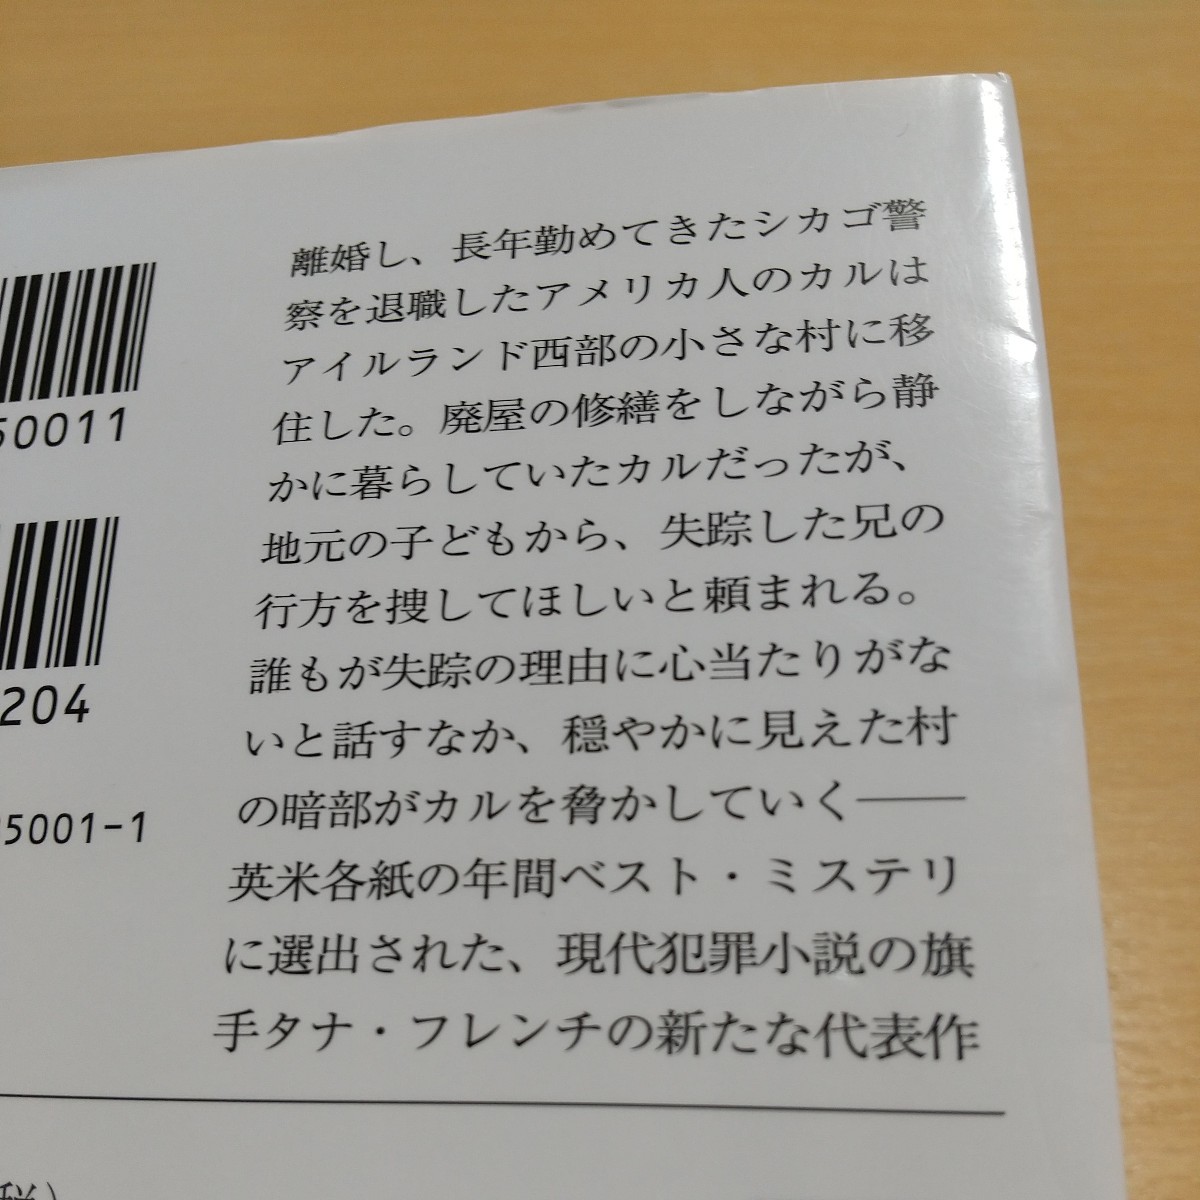 離婚し、長年勤めてきたシカゴ警
察を退職したアメリカ人のカルは
アイルランド西部の小さな村に移
住した。廃屋の修繕をしながら静
かに暮らしていたカルだったが、
地元の子どもから、失踪した兄の
行方を捜してほしいと頼まれる。
誰もが失踪の理由に心当たりがな
いと話すなか、穏やかに見えた村
の暗部がカルを脅かしていく――
英米各紙の年間ベスト・ミステリ
に選出された、現代犯罪小説の旗
手タナ・フレンチの新たな代表作
50011
204
5001-1
税）